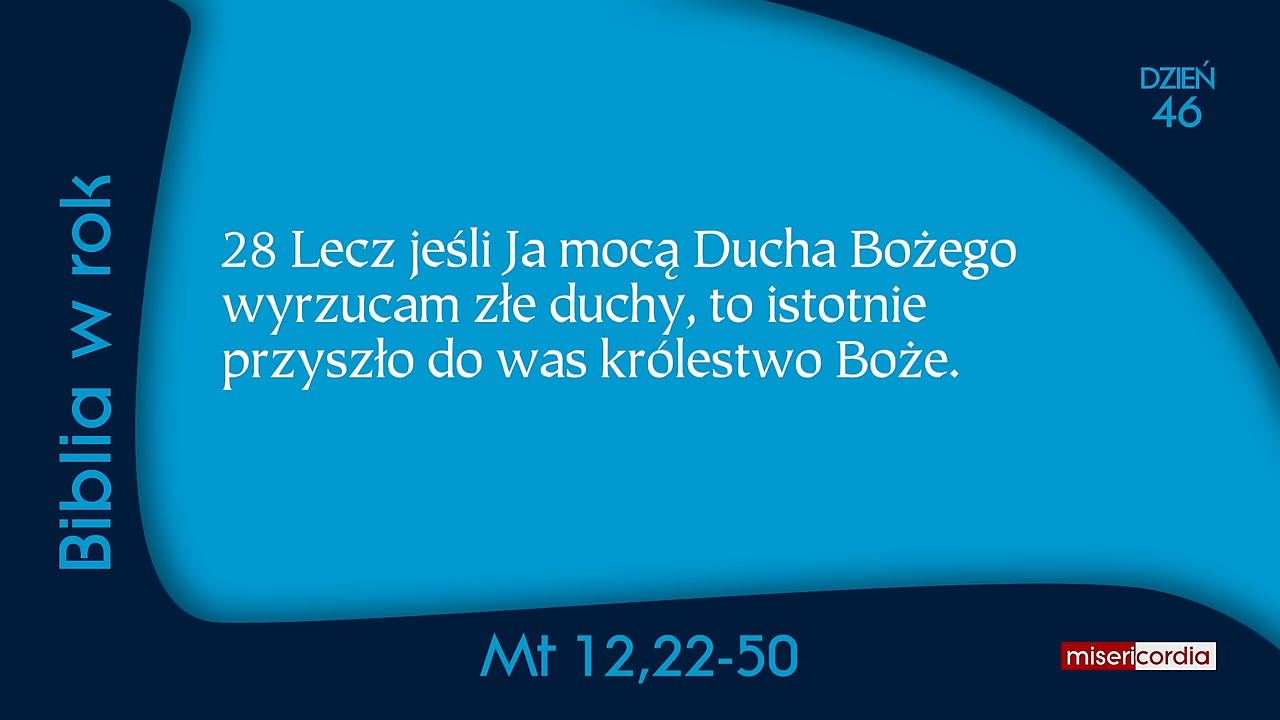 DZIEŃ
46
Biblia w rok
28 Lecz jeśli Ja mocą Ducha Bożego
wyrzucam złe duchy, to istotnie
przyszło do was królestwo Boże.
Mt 12,22-50
misericordia